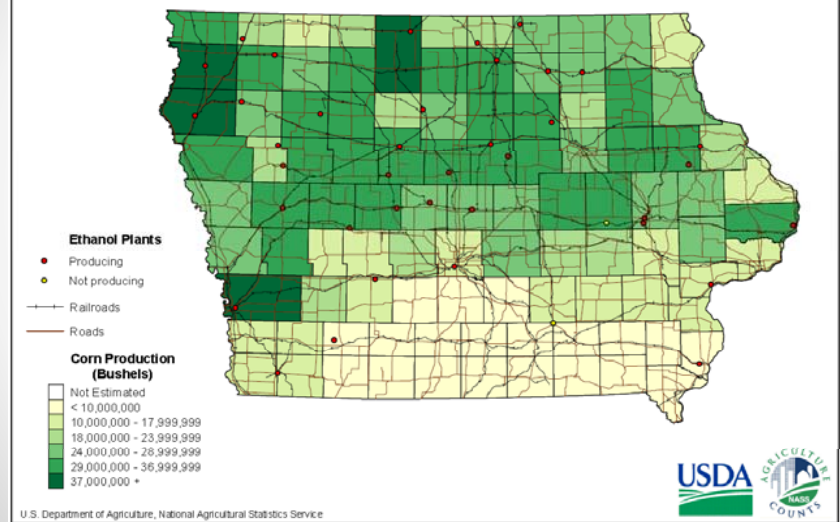 Ethanol Plants
Producing
Not producing
Railroads
Roads
Corn Production
(Bushels)
Not Estimated
< 10,000,000
10,000,000 - 17,999,999
18,000,000 - 23,999,999
24,000,000 - 28,999,999
29,000,000 - 36,999,999
37,000,000 +
U.S. Department of Agriculture, National Agricultural Statistics Service
USDA
AGRICULTURE
NASS
COUNTS